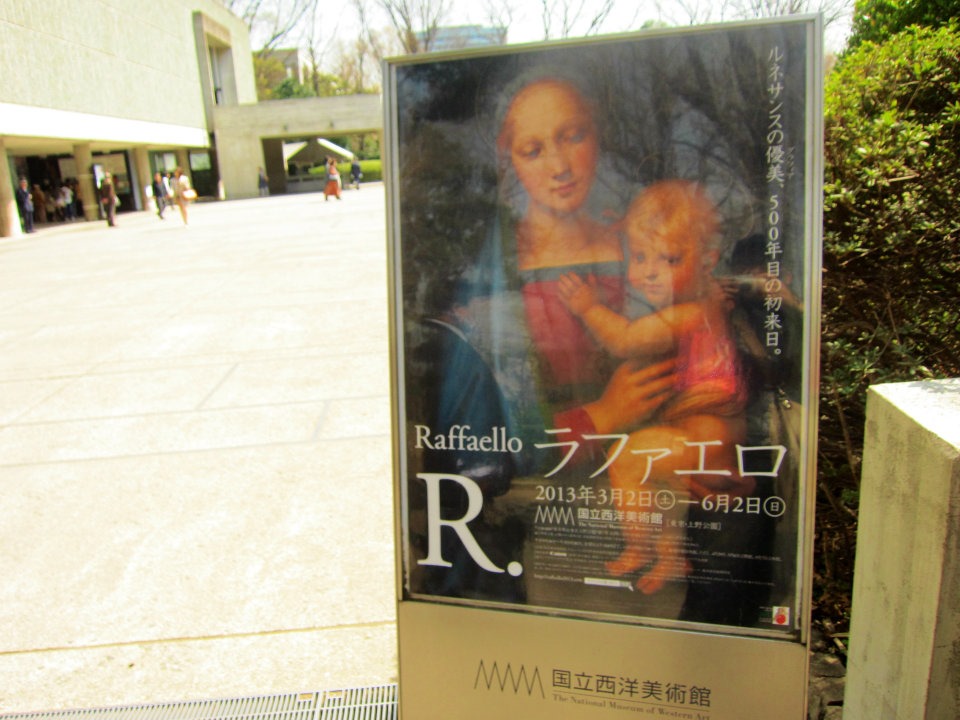 ルネサンスの優美、500年目の初来日。
Raffaello ラファエロ
R.
2013年3月2日(土)—6月2日(日)
国立西洋美術館 [東京・上野公園]
The National Museum of Western Art
国立西洋美術館
The National Museum of Western Art